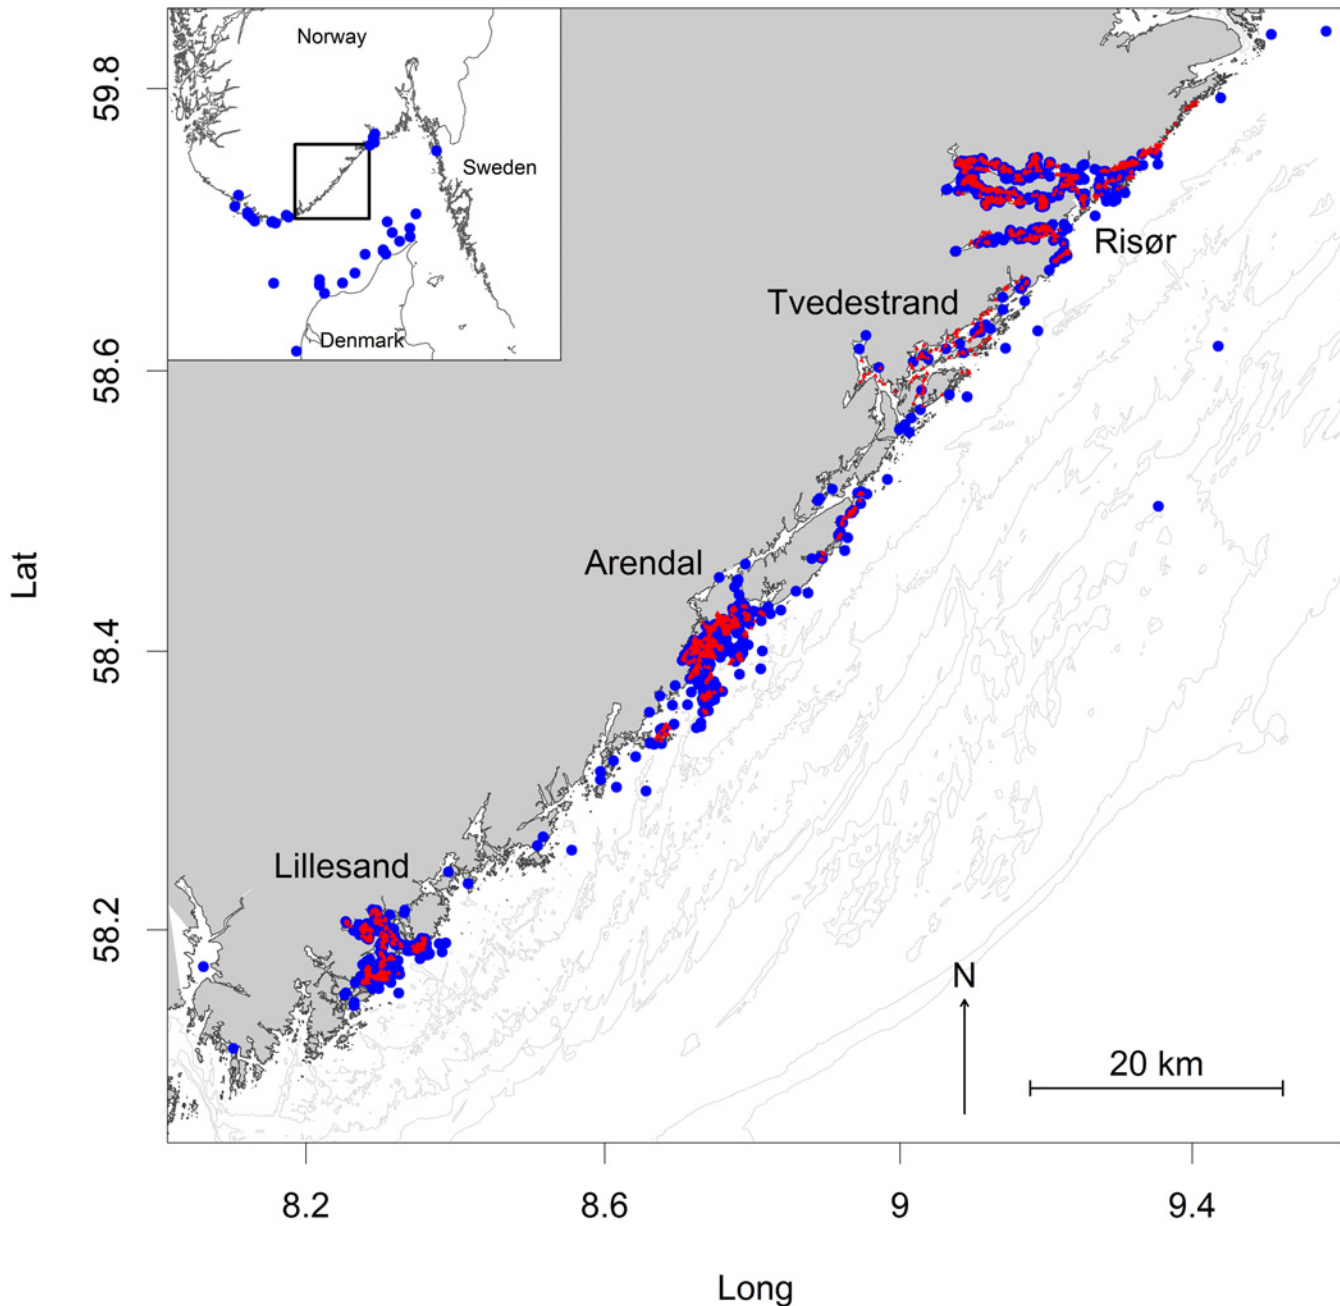 Norway
Sweden
Denmark
59.8
58.6
58.4
58.2
Lat
Risør
Tvedestrand
Arendal
Lillesand
N
20 km
8.2
8.6
9
9.4
Long